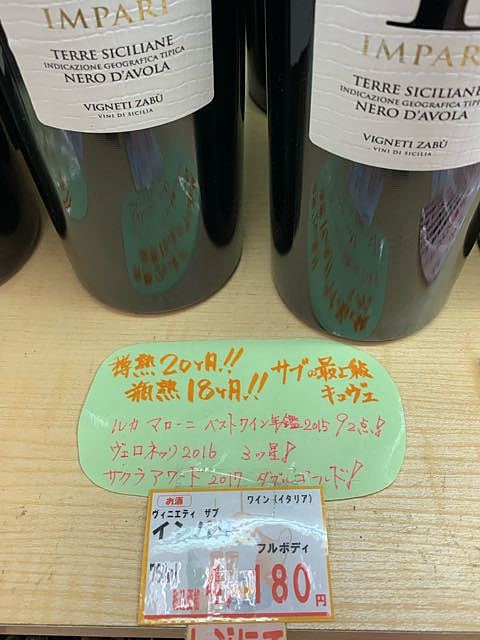 IMPARI
TERRE SICILIANE
INDICAZIONE GEOGRAFICA TIPICA
NERO D'AVOLA
VIGNETI ZABÙ
VINI DI SICILIA
IMPAR
TERRE SICILIANE
INDICAZIONE GEOGRAFICA TIPI
NERO D'AVOLA
VIGNETI ZABÙ
VINI DI SICILIA
樽熟20ヶ月!!
瓶熟18ヶ月!!
サブの最上級
キュヴェ
ルカ マローニ ベストワイン年鑑2015 92点!
ヴェロネッリ2016 3ツ星!
サクラアワード2017 ダブルゴールド!
お酒
ワイン(イタリア)
ヴィニエティ ザブ
イン
フルボディ
750ml
180円